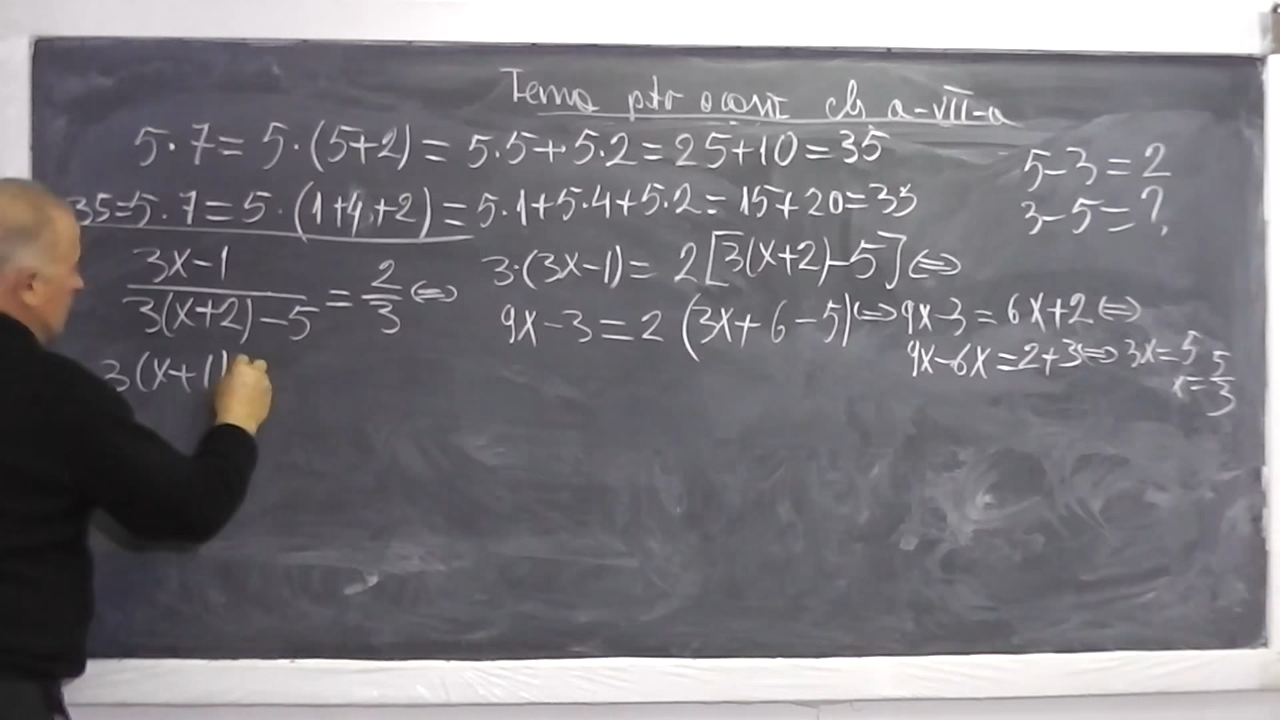 Tema ptr acasă cls a-VII-a
5·7= 5·(5+2) = 5.5+5.2=25+10=35
35=5.7=5·(1+4+2)=5.1+5.4+5.2=15+20=35
5-3=2
3-5=?
3x-1 / 3(x+2)-5 = 2/3 ⇔ 3·(3x-1)= 2[3(x+2)-5]⇔
9x-3=2 (3x+6-5)⇔9x-3=6x+2⇔
9x-6x=2+3⇔3x=5
x=5/3
3(x+1)